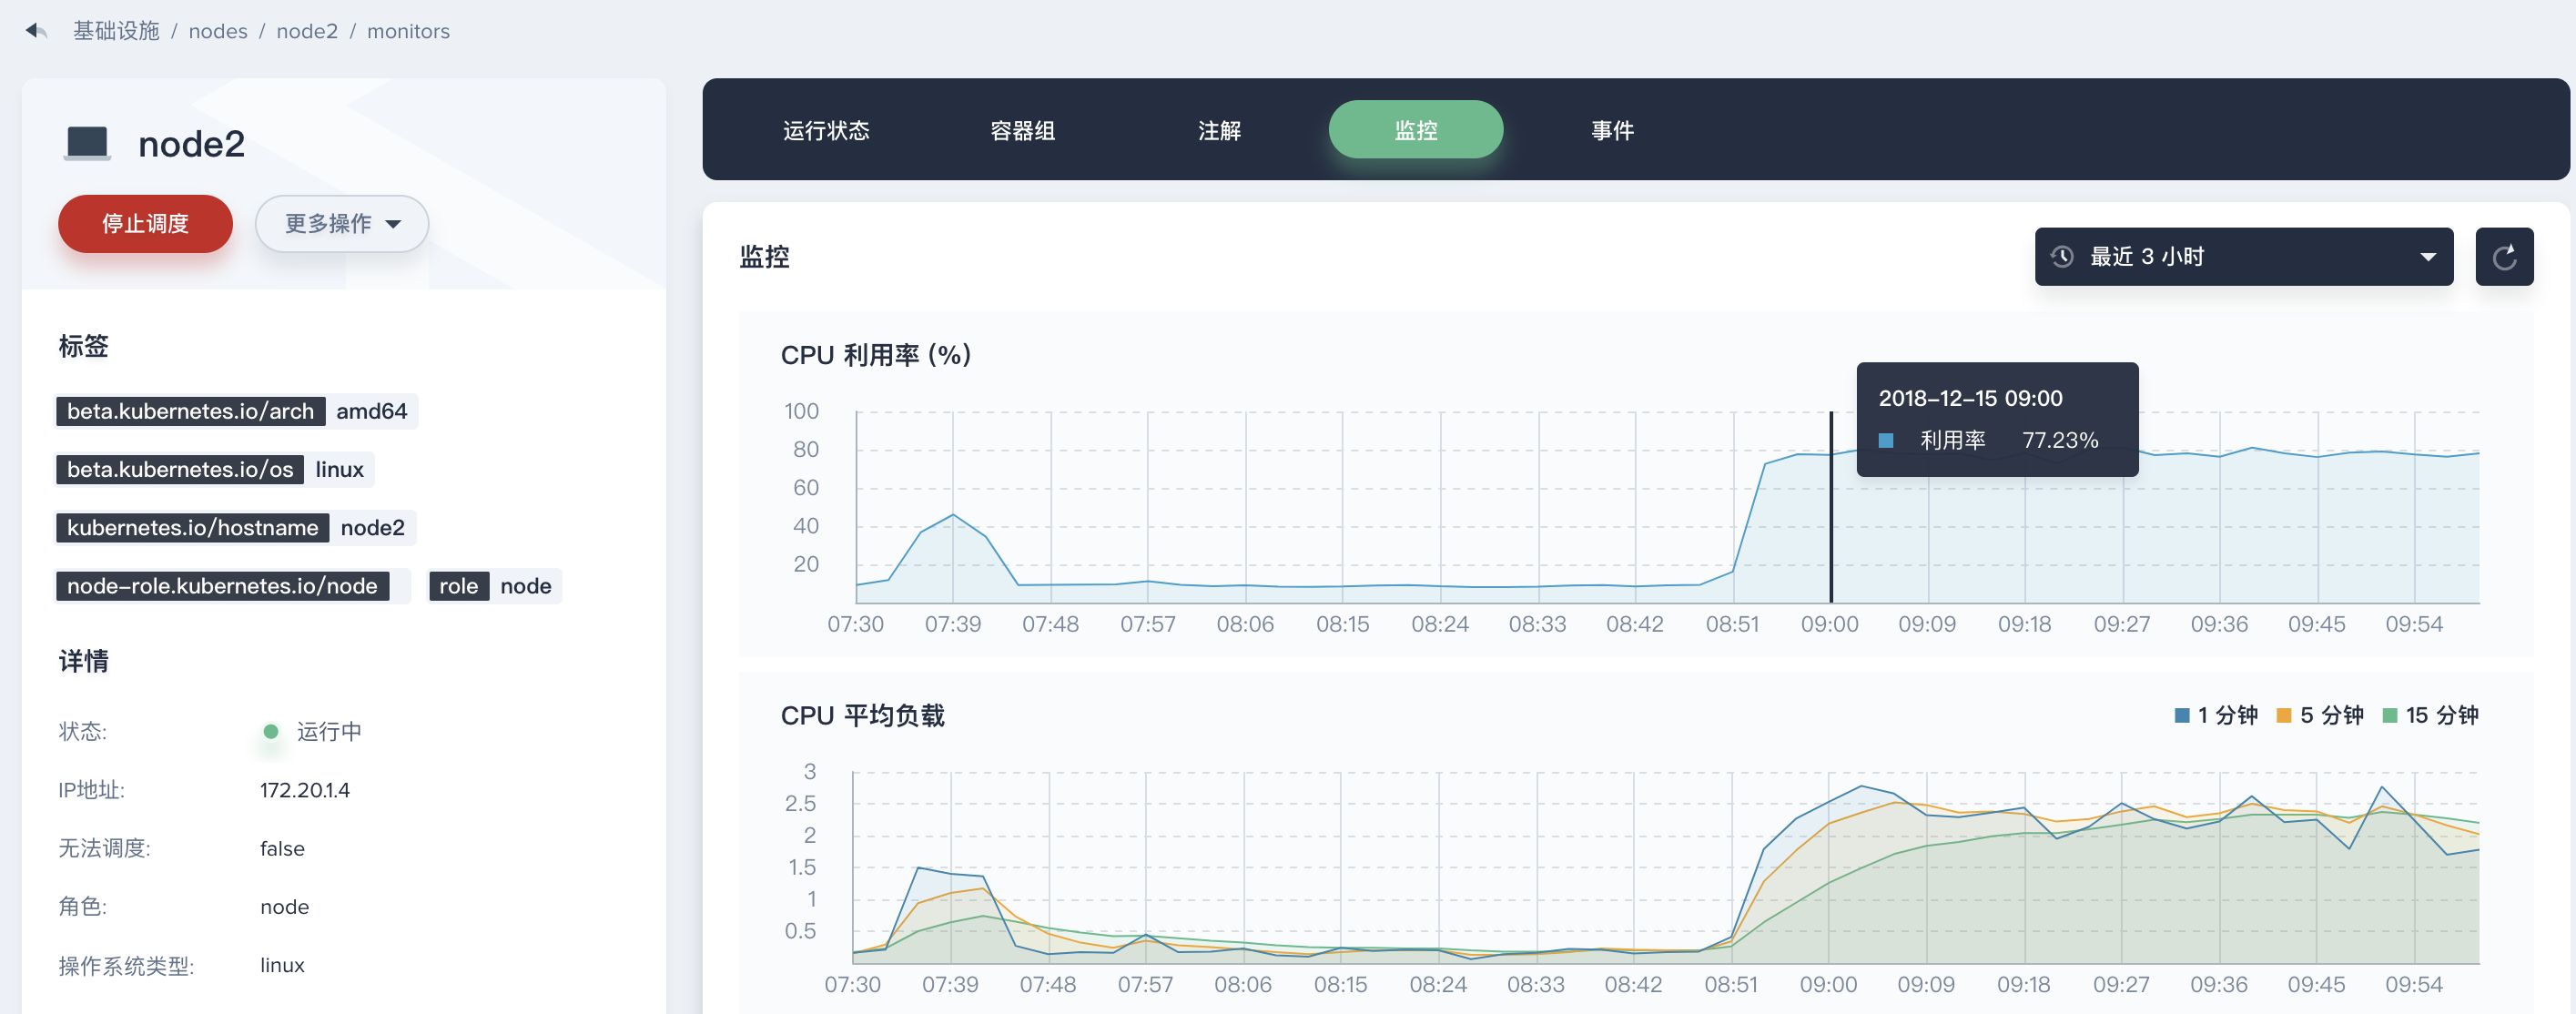 基础设施 / nodes / node2 / monitors
node2
停止调度 更多操作
标签
beta.kubernetes.io/arch amd64
beta.kubernetes.io/os linux
kubernetes.io/hostname node2
node-role.kubernetes.io/node role node
详情
状态: 运行中
IP地址: 172.20.1.4
无法调度: false
角色: node
操作系统类型: linux
运行状态 容器组 注解 监控 事件
监控
最近 3 小时
CPU 利用率 (%)
2018-12-15 09:00
利用率 77.23%
100
80
60
40
20
07:30 07:39 07:48 07:57 08:06 08:15 08:24 08:33 08:42 08:51 09:00 09:09 09:18 09:27 09:36 09:45 09:54
CPU 平均负载
1 分钟 5 分钟 15 分钟
3
2.5
2
1.5
1
0.5
07:30 07:39 07:48 07:57 08:06 08:15 08:24 08:33 08:42 08:51 09:00 09:09 09:18 09:27 09:36 09:45 09:54